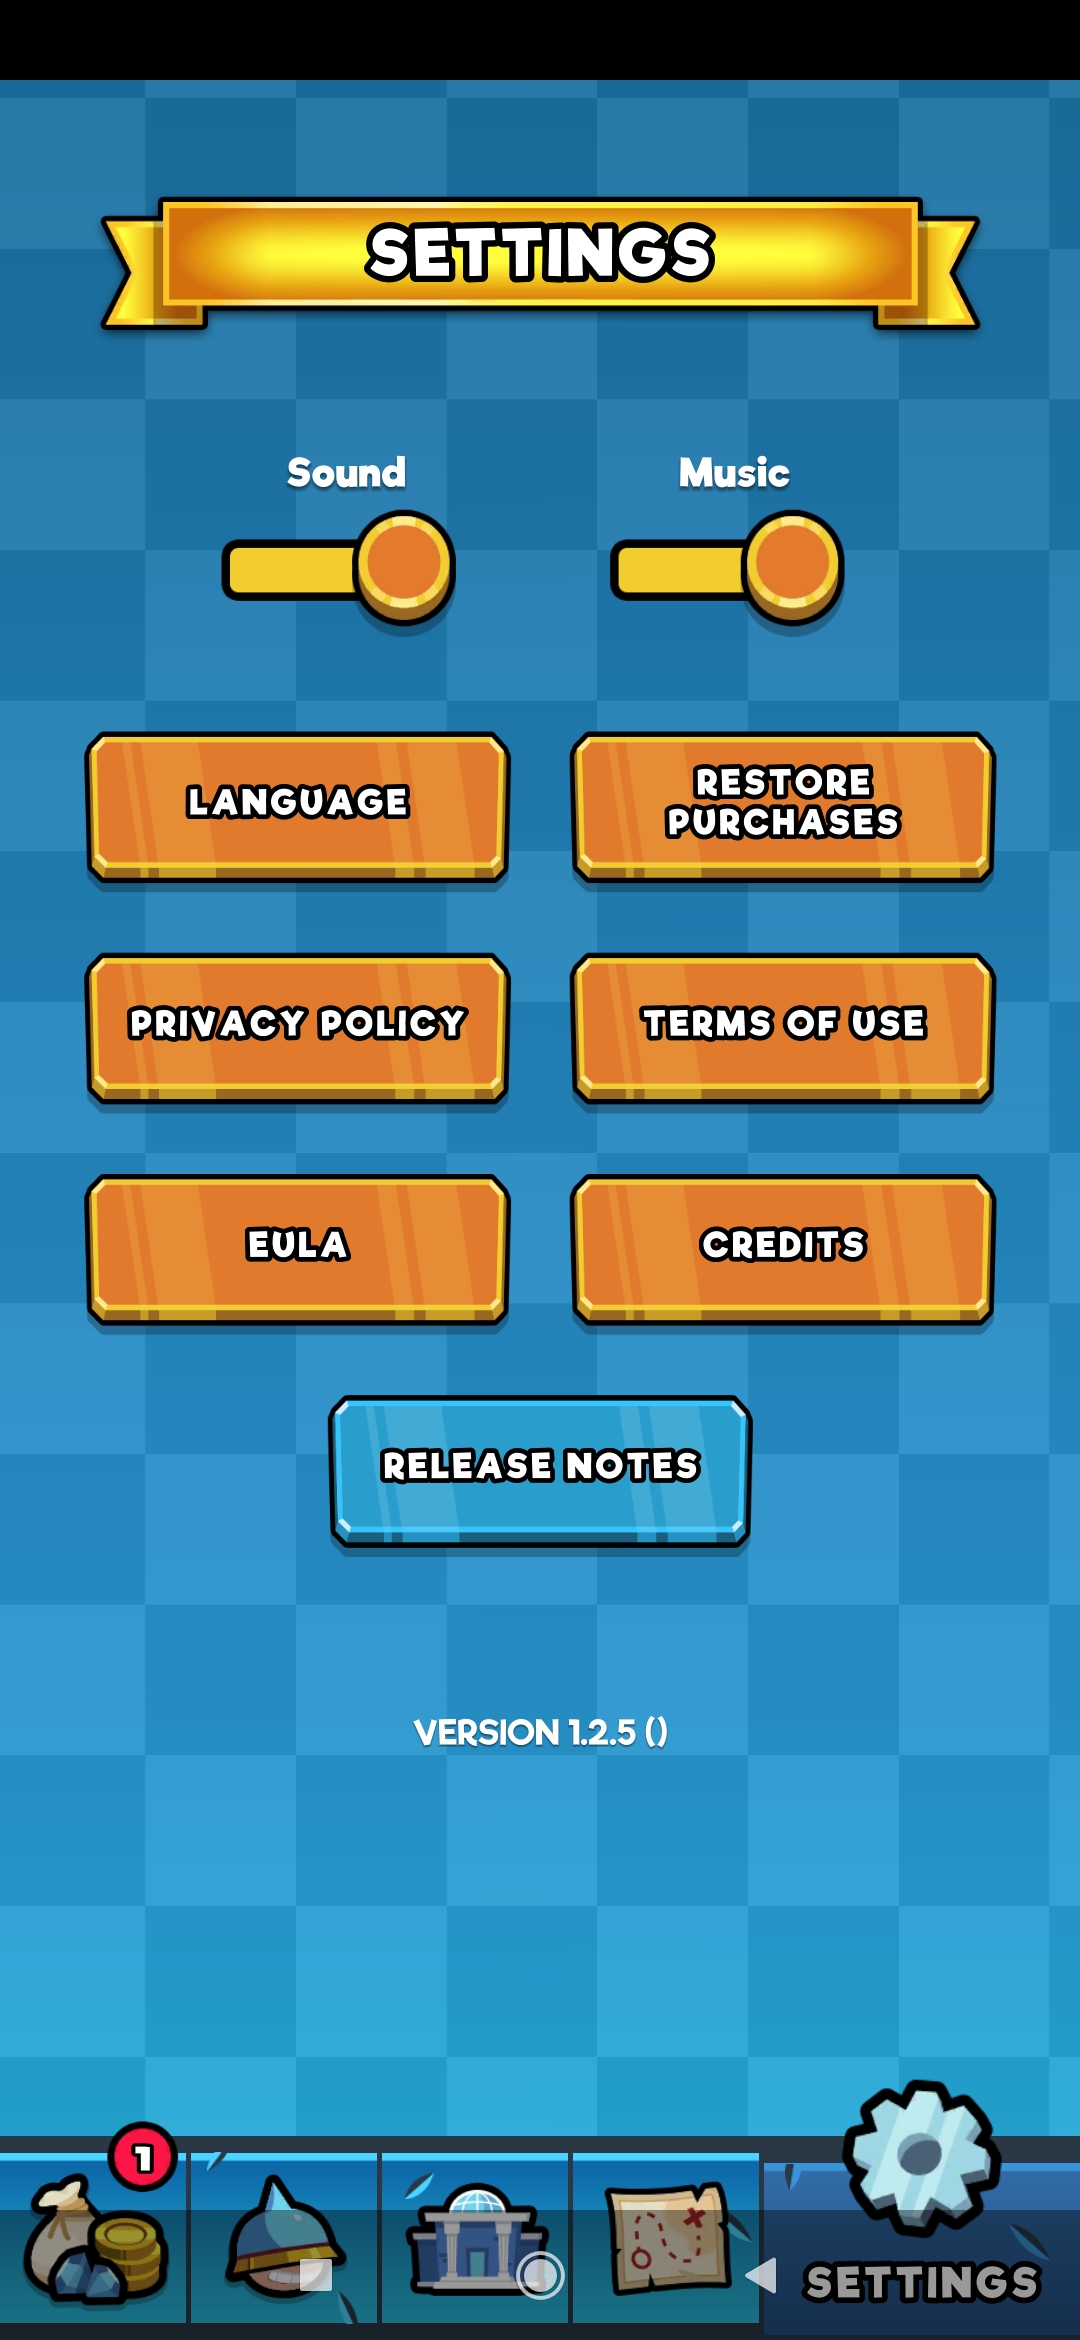 SETTINGS
Sound
Music
LANGUAGE
RESTORE
PURCHASES
PRIVACY POLICY
TERMS OF USE
EULA
CREDITS
RELEASE NOTES
VERSION 1.2.5 ()
1
SETTINGS